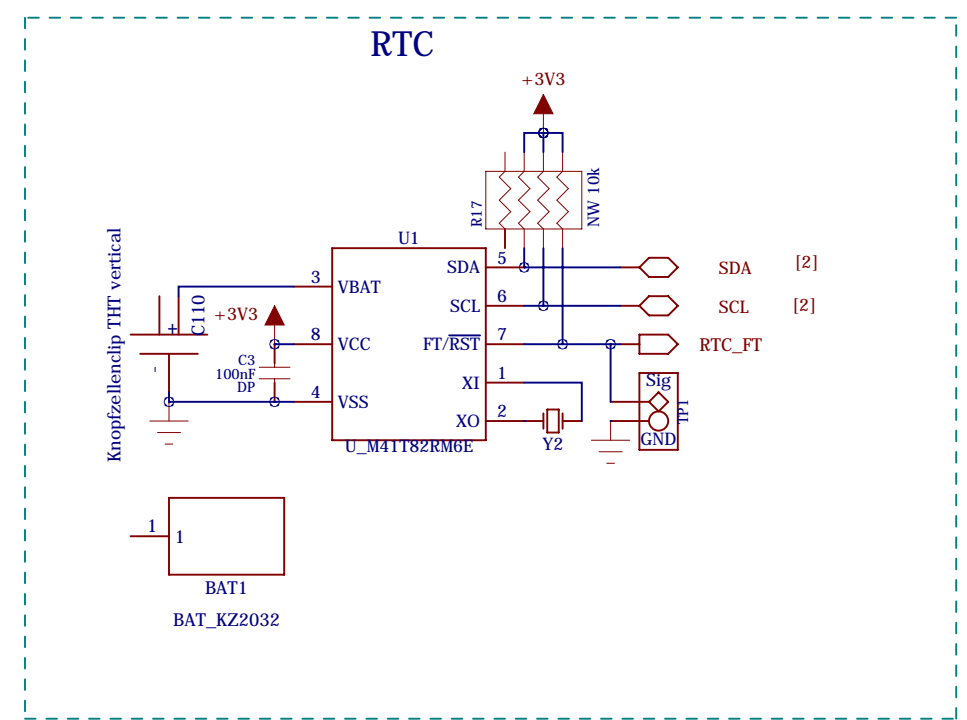 RTC
+3V3
R17
NW 10k
Knopfzellenclip THT vertical
C110
+
-
+3V3
C3
100nF
DP
U1
3 VBAT
8 VCC
4 VSS
SDA 5
SCL 6
FT/RST 7
XI 1
XO 2
U_M41T82RM6E
Y2
SDA [2]
SCL [2]
RTC_FT
Sig
GND
TP1
1 1
BAT1
BAT_KZ2032